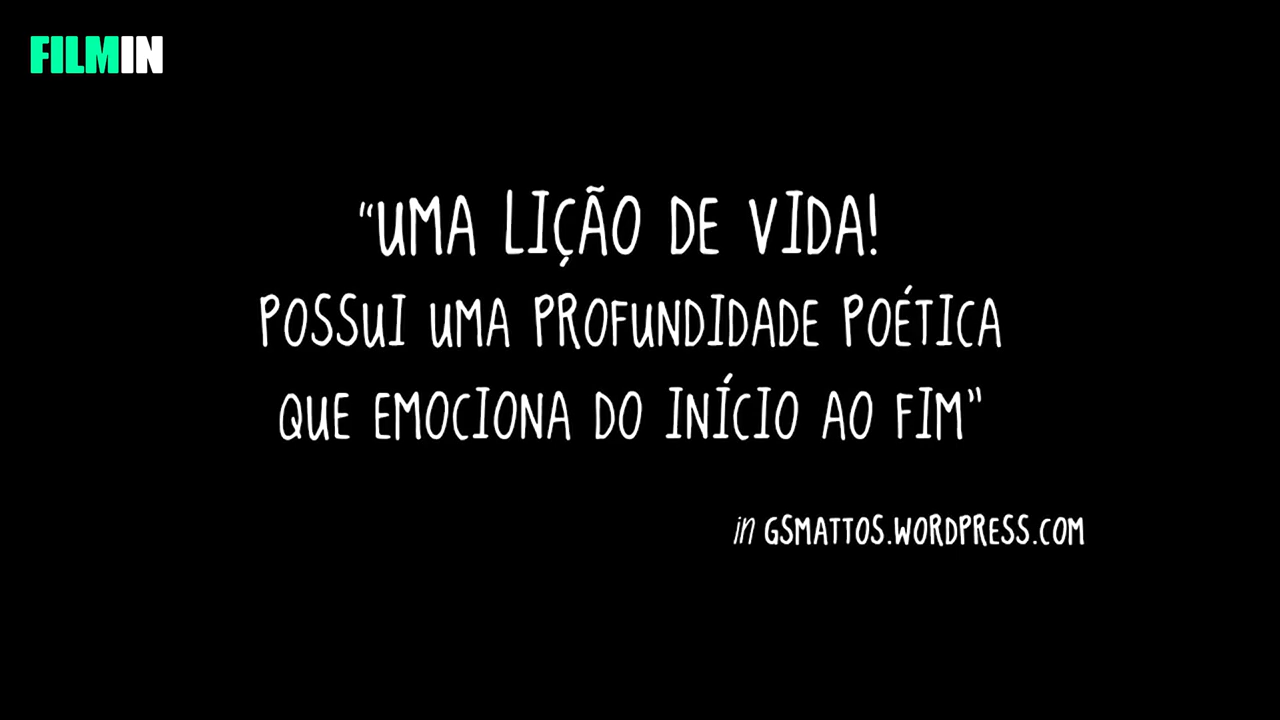 FILMIN
"UMA LIÇÃO DE VIDA!
POSSUI UMA PROFUNDIDADE POÉTICA
QUE EMOCIONA DO INÍCIO AO FIM"
in GSMATTOS.WORDPRESS.COM